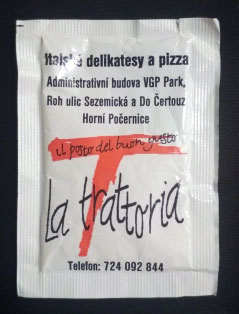 Italské delikatesy a pizza
Administrativní budova VGP Park,
Roh ulic Sezemická a Do Čertouz
Horní Počernice
il posto del buon gusto
La trattoria
Telefon: 724 092 844